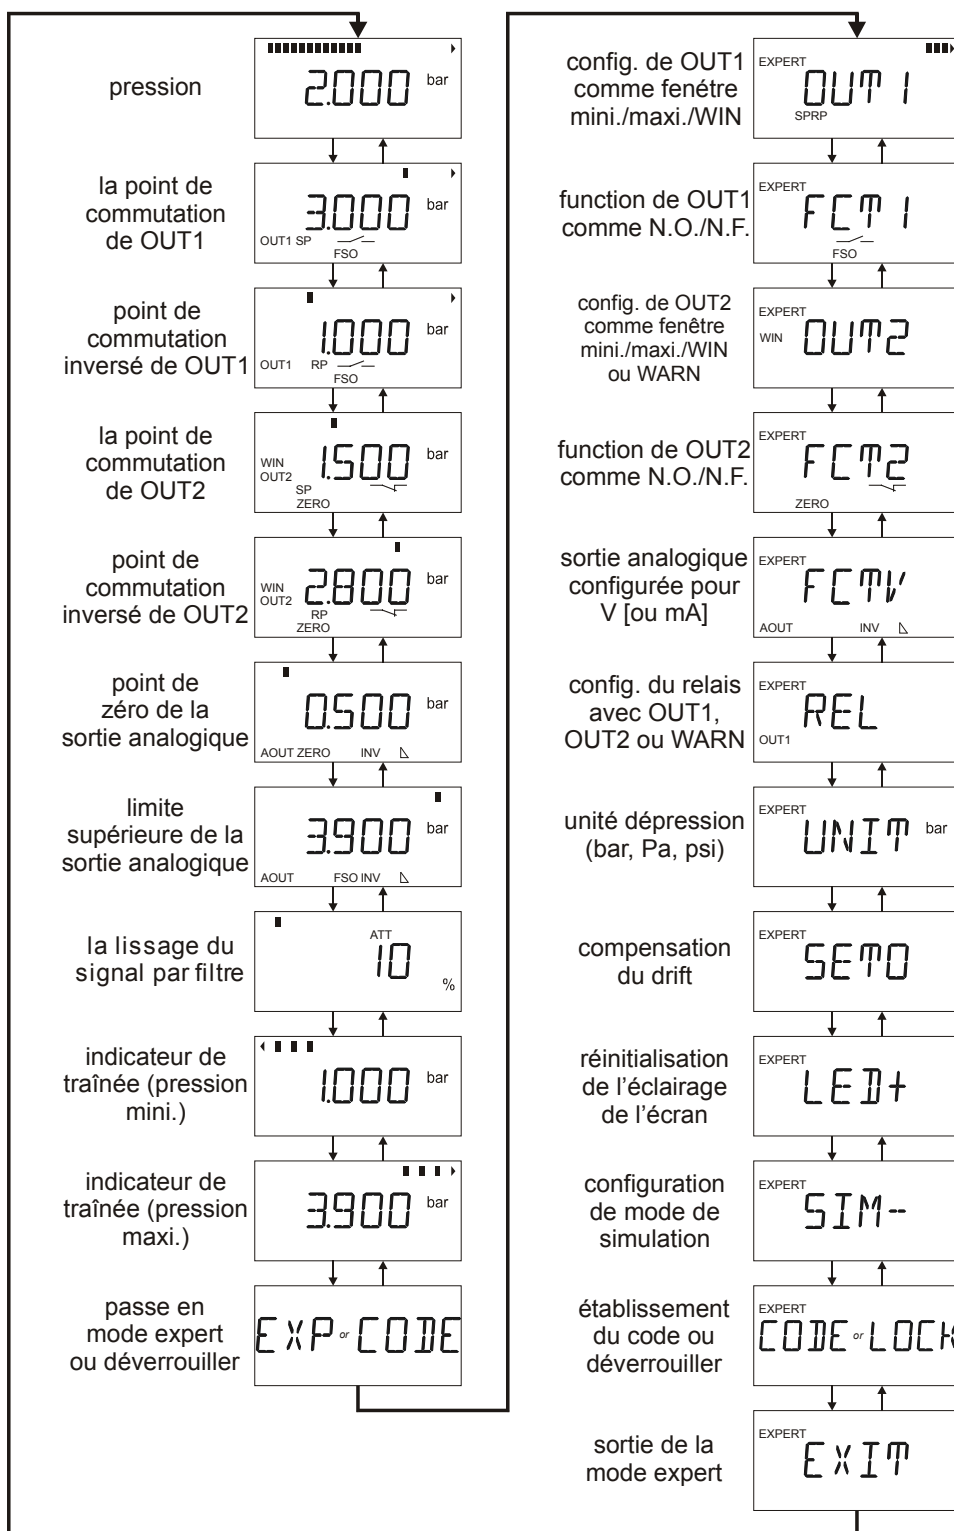 pression
2.000 bar
la point de
commutation
de OUT1
3.000 bar
OUT1 SP
FSO
point de
commutation
inversé de OUT1
1.000 bar
OUT1 RP
FSO
la point de
commutation
de OUT2
1.500 bar
WIN
OUT2
SP
ZERO
point de
commutation
inversé de OUT2
2.800 bar
WIN
OUT2
RP
ZERO
point de
zéro de la
sortie analogique
0.500 bar
AOUT ZERO INV
limite
supérieure de la
sortie analogique
3.900 bar
AOUT FSO INV
la lissage du
signal par filtre
ATT
10
%
indicateur de
traînée (pression
mini.)
1.000 bar
indicateur de
traînée (pression
maxi.)
3.900 bar
passe en
mode expert
ou déverrouiller
EXP or CODE
config. de OUT1
comme fenétre
mini./maxi./WIN
EXPERT
OUT 1
SPRP
function de OUT1
comme N.O./N.F.
EXPERT
FCT 1
FSO
config. de OUT2
comme fenêtre
mini./maxi./WIN
ou WARN
EXPERT
WIN OUT2
function de OUT2
comme N.O./N.F.
EXPERT
FCT2
ZERO
sortie analogique
configurée pour
V [ou mA]
EXPERT
FCTV
AOUT INV
config. du relais
avec OUT1,
OUT2 ou WARN
EXPERT
REL
OUT1
unité dépression
(bar, Pa, psi)
EXPERT
UNIT bar
compensation
du drift
EXPERT
SET0
réinitialisation
de l'éclairage
de l'écran
EXPERT
LED+
configuration
de mode de
simulation
EXPERT
SIM-
établissement
du code ou
déverrouiller
EXPERT
CODE or LOCK
sortie de la
mode expert
EXPERT
EXIT